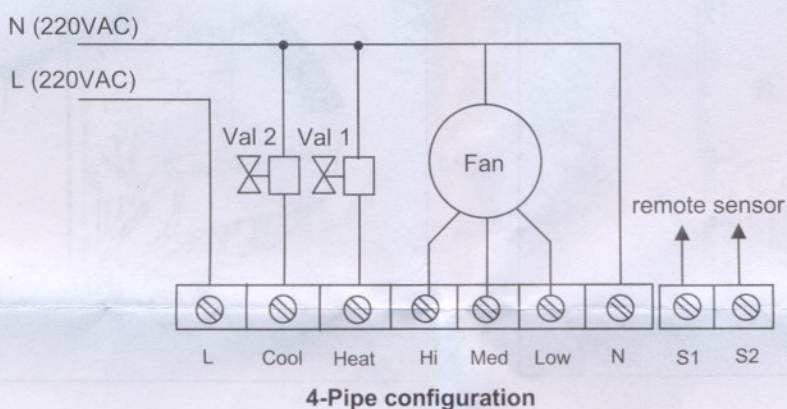 N (220VAC)
L (220VAC)
Val 2 Val 1
Fan
remote sensor
L Cool Heat Hi Med Low N S1 S2
4-Pipe configuration